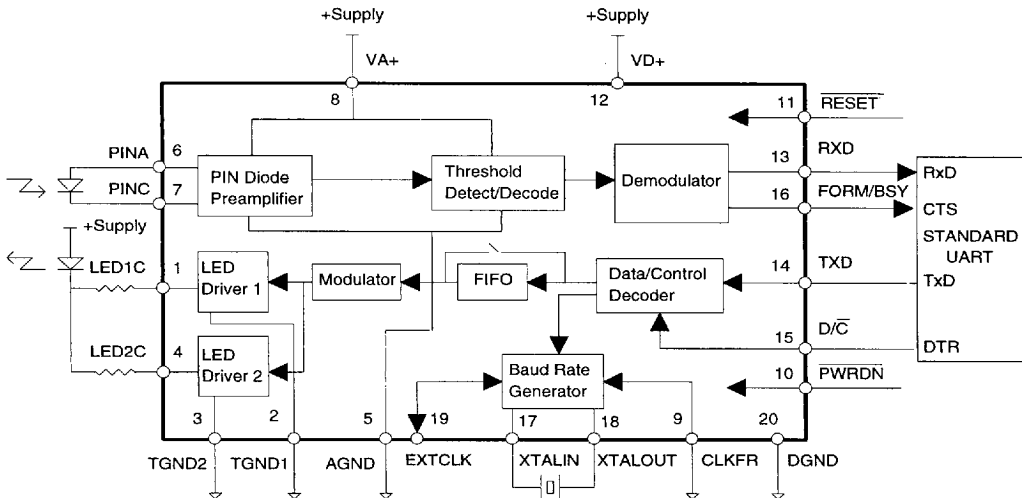 +Supply
+Supply
VA+
VD+
8
12
11
RESET
PINA
6
13
RXD
PINC
7
PIN Diode
Preamplifier
Threshold
Detect/Decode
Demodulator
16
FORM/BSY
RxD
CTS
STANDARD
UART
TxD
DTR
+Supply
LED1C
1
LED
Driver 1
Modulator
FIFO
Data/Control
Decoder
14
TXD
LED2C
4
LED
Driver 2
Baud Rate
Generator
15
D/C
10
PWRDN
3
2
5
19
17
18
9
20
TGND2
TGND1
AGND
EXTCLK
XTALIN
XTALOUT
CLKFR
DGND